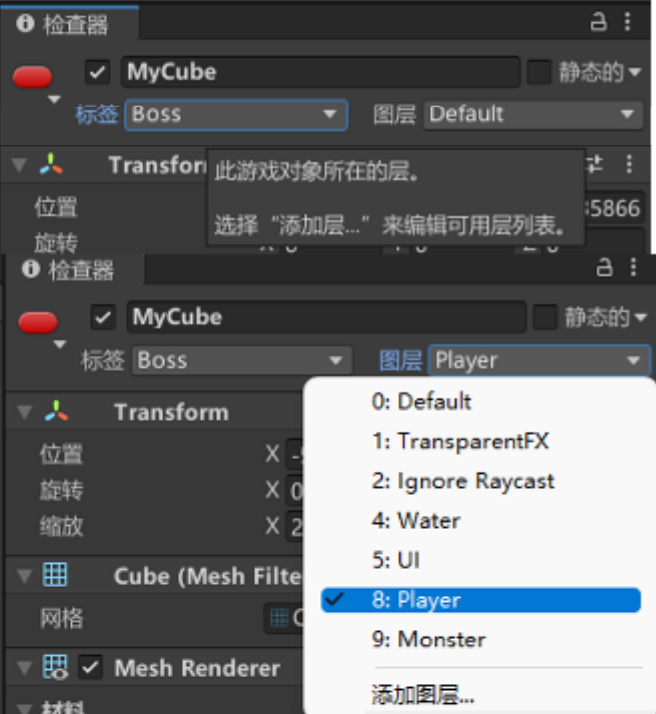 检查器
MyCube 静态的
标签 Boss 图层 Default
Transfor
此游戏对象所在的层。
选择“添加层...”来编辑可用层列表。
位置 35866
旋转
检查器
MyCube 静态的
标签 Boss 图层 Player
Transform
位置 X
旋转 X 0
缩放 X 2
Cube (Mesh Filte
网格
Mesh Renderer
材料
0: Default
1: TransparentFX
2: Ignore Raycast
4: Water
5: UI
8: Player
9: Monster
添加图层...